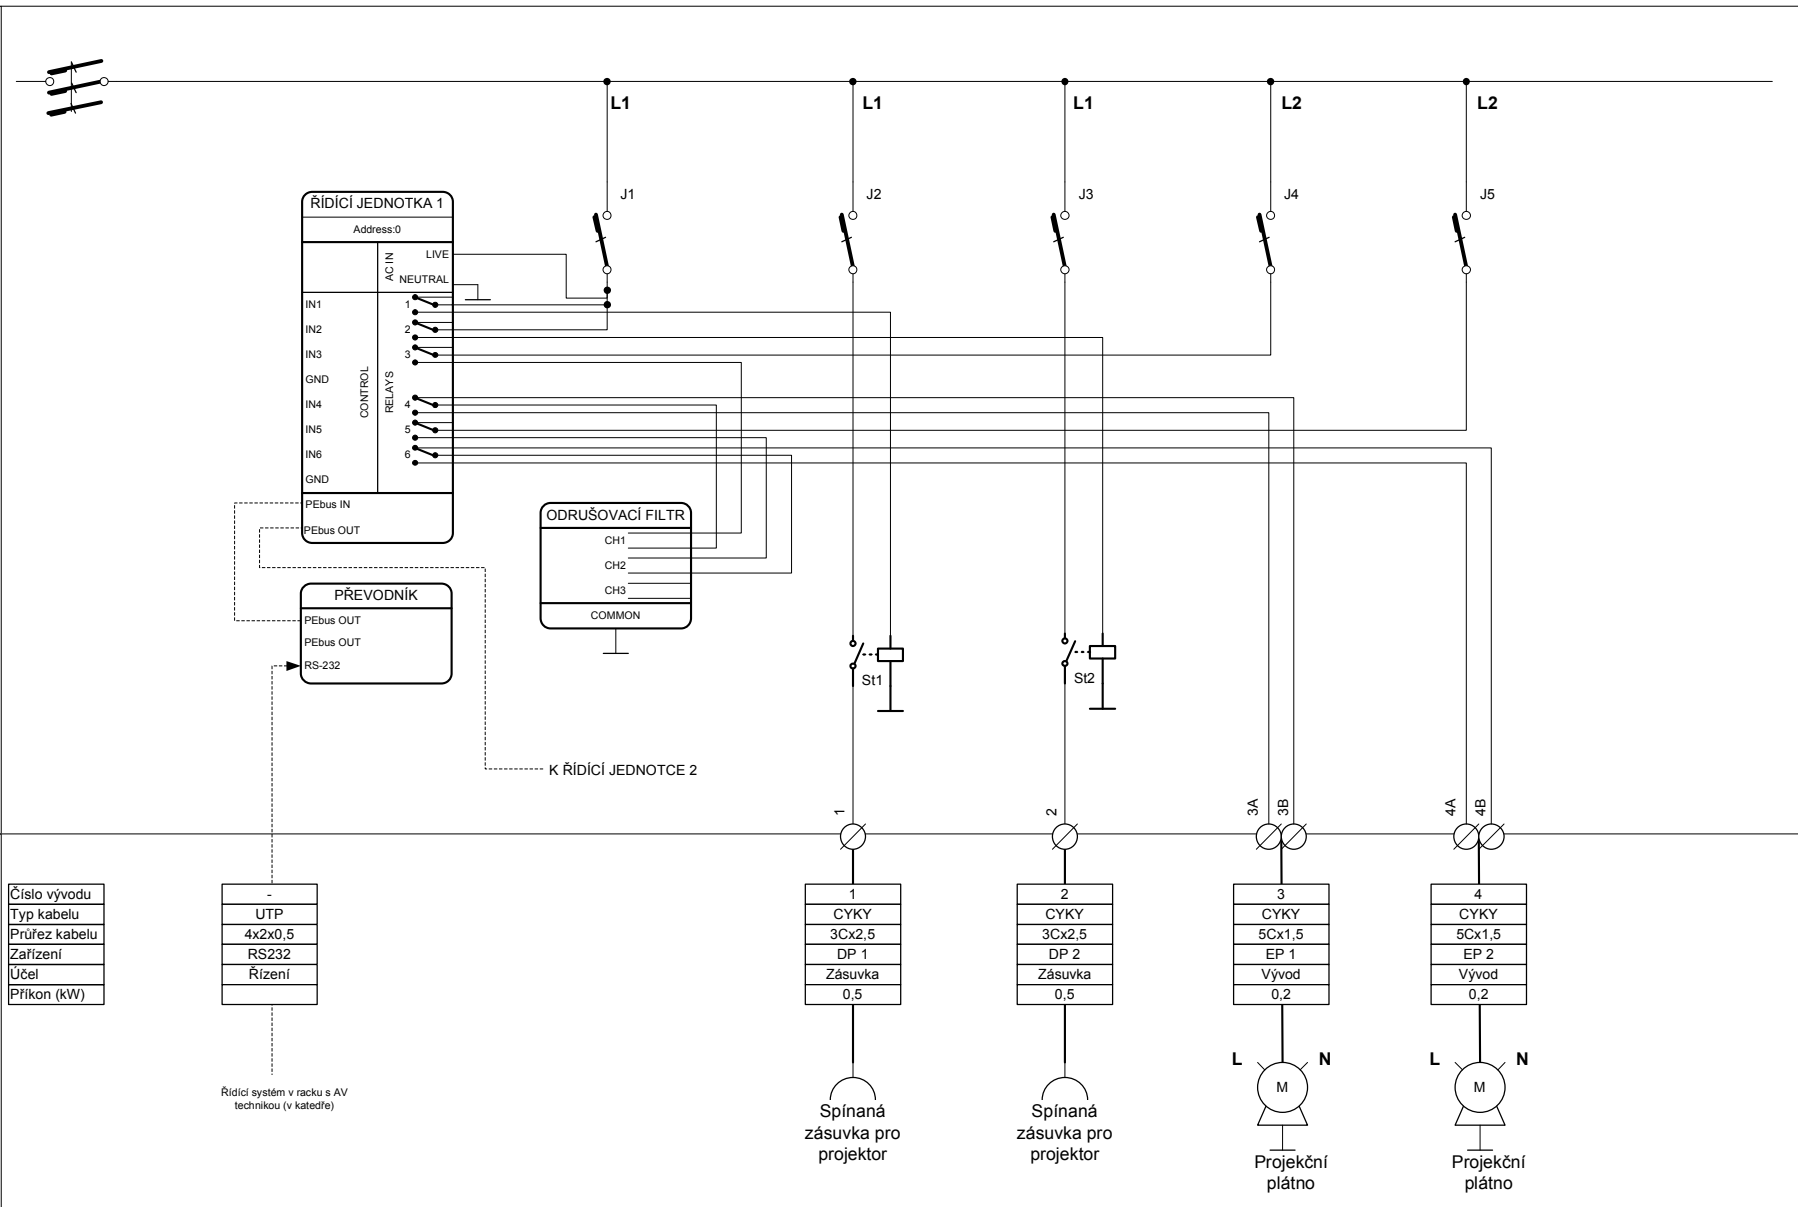 L1
L1
L1
L2
L2
J1
J2
J3
J4
J5
ŘÍDÍCÍ JEDNOTKA 1
Address:0
AC IN
LIVE
NEUTRAL
CONTROL
RELAYS
IN1
1
IN2
2
IN3
3
GND
IN4
4
IN5
5
IN6
6
GND
PEbus IN
PEbus OUT
ODRUŠOVACÍ FILTR
CH1
CH2
CH3
COMMON
PŘEVODNÍK
PEbus OUT
PEbus OUT
RS-232
St1
St2
K ŘÍDÍCÍ JEDNOTCE 2
1
2
3A
3B
4A
4B
Číslo vývodu
Typ kabelu
Průřez kabelu
Zařízení
Účel
Příkon (kW)
-
UTP
4x2x0,5
RS232
Řízení
1
CYKY
3Cx2,5
DP 1
Zásuvka
0,5
2
CYKY
3Cx2,5
DP 2
Zásuvka
0,5
3
CYKY
5Cx1,5
EP 1
Vývod
0,2
4
CYKY
5Cx1,5
EP 2
Vývod
0,2
Řídící systém v racku s AV
technikou (v katedře)
Spínaná
zásuvka pro
projektor
Spínaná
zásuvka pro
projektor
L
N
M
Projekční
plátno
L
N
M
Projekční
plátno